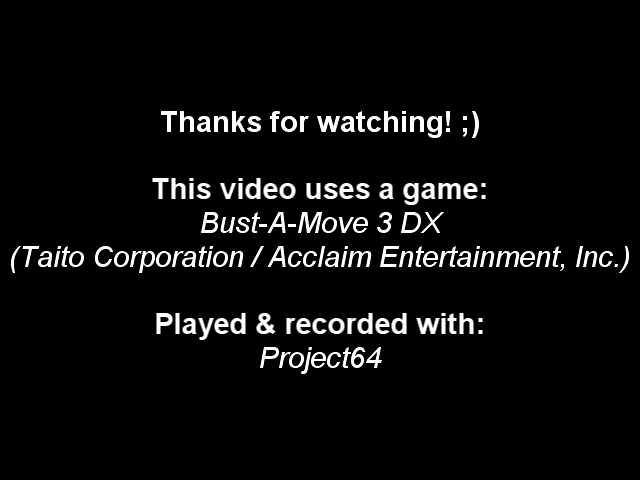 Thanks for watching! ;)
This video uses a game:
Bust-A-Move 3 DX
(Taito Corporation / Acclaim Entertainment, Inc.)
Played & recorded with:
Project64